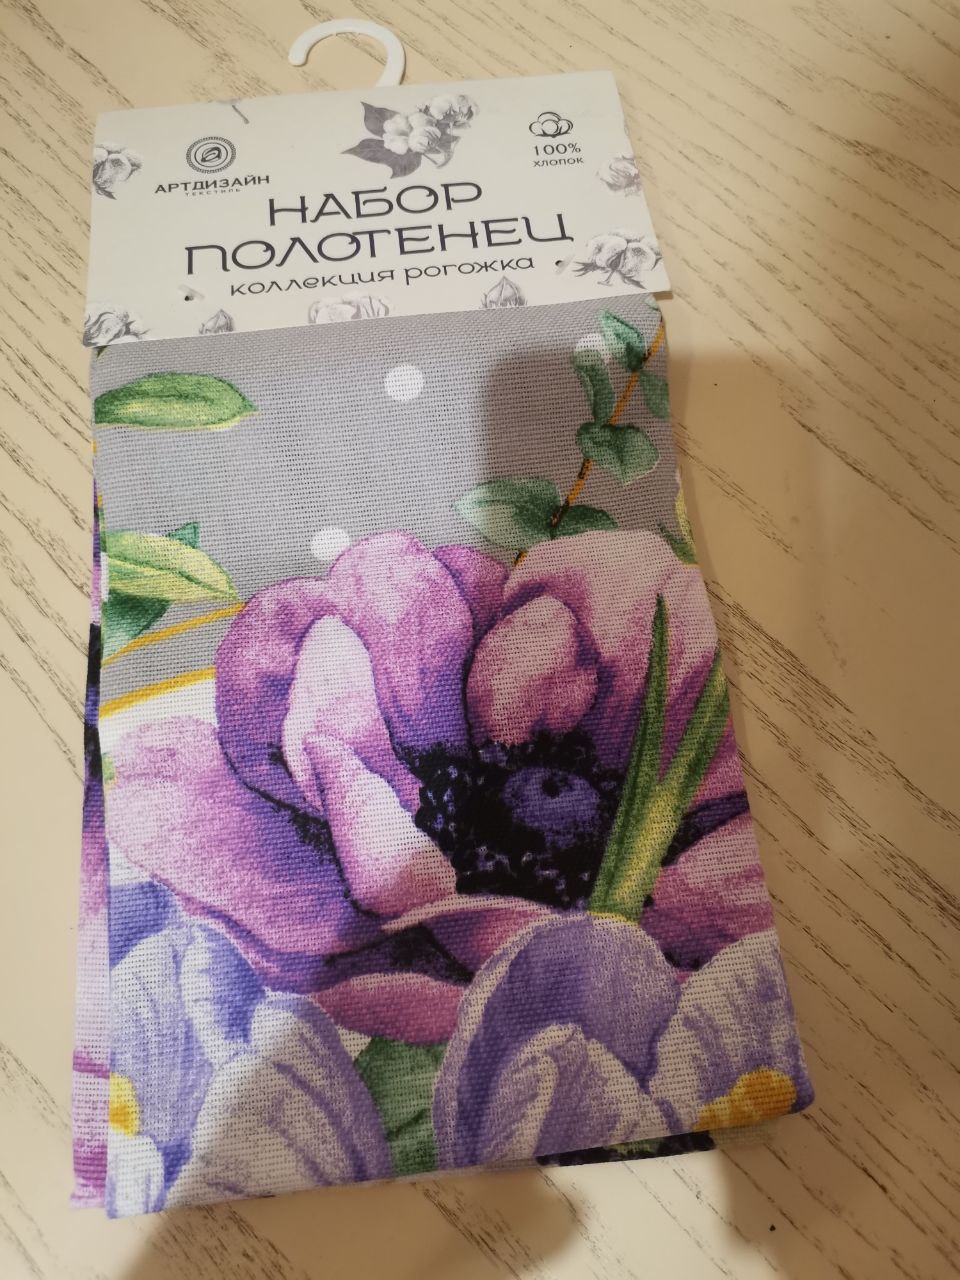 АРТДИЗАЙН
ТЕКСТИЛЬ
100%
ХЛОПОК
НАБОР
ПОЛОТЕНЕЦ
КОЛЛЕКЦИЯ РОГОЖКА